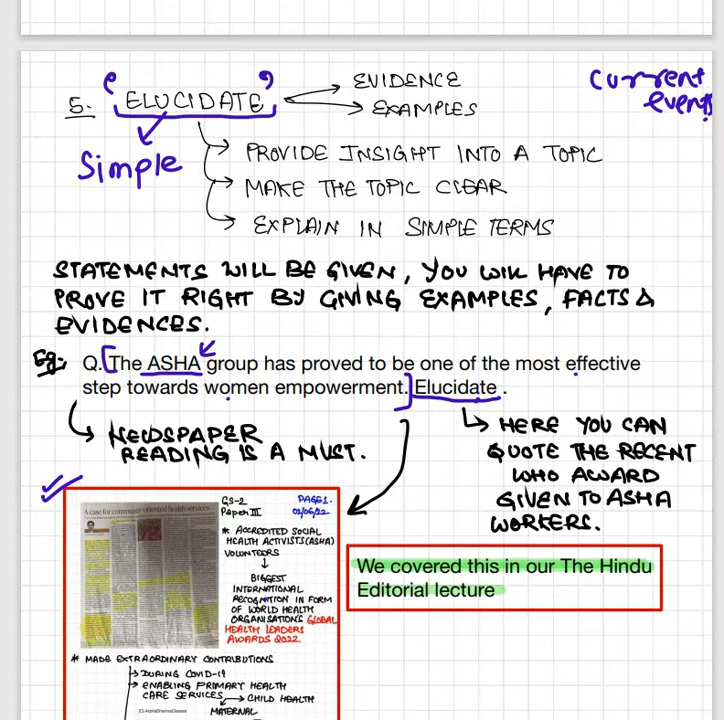 5. "ELUCIDATE"
EVIDENCE
EXAMPLES
Current events
Simple
PROVIDE INSIGHT INTO A TOPIC
MAKE THE TOPIC CLEAR
EXPLAIN IN SIMPLE TERMS
STATEMENTS WILL BE GIVEN, YOU WILL HAVE TO
PROVE IT RIGHT BY GIVING EXAMPLES, FACTS &
EVIDENCES.
Eg:- Q. [The ASHA group has proved to be one of the most effective
step towards women empowerment.] Elucidate .
NEWSPAPER
READING IS A MUST.
HERE YOU CAN
QUOTE THE RECENT
WHO AWARD
GIVEN TO ASHA
WORKERS.
We covered this in our The Hindu
Editorial lecture
A case for community-oriented health services
GS-2
Paper III
PAGE 1.
01/06/22
* ACCREDITED SOCIAL
HEALTH ACTIVISTS (ASHA)
VOLUNTEERS
BIGGEST
INTERNATIONAL
RECOGNITION IN FORM
OF WORLD HEALTH
ORGANISATION'S GLOBAL
HEALTH LEADERS
AWARDS 2022.
* MADE EXTRAORDINARY CONTRIBUTIONS
DURING COVID-19
ENABLING PRIMARY HEALTH
CARE SERVICES
CHILD HEALTH
MATERNAL